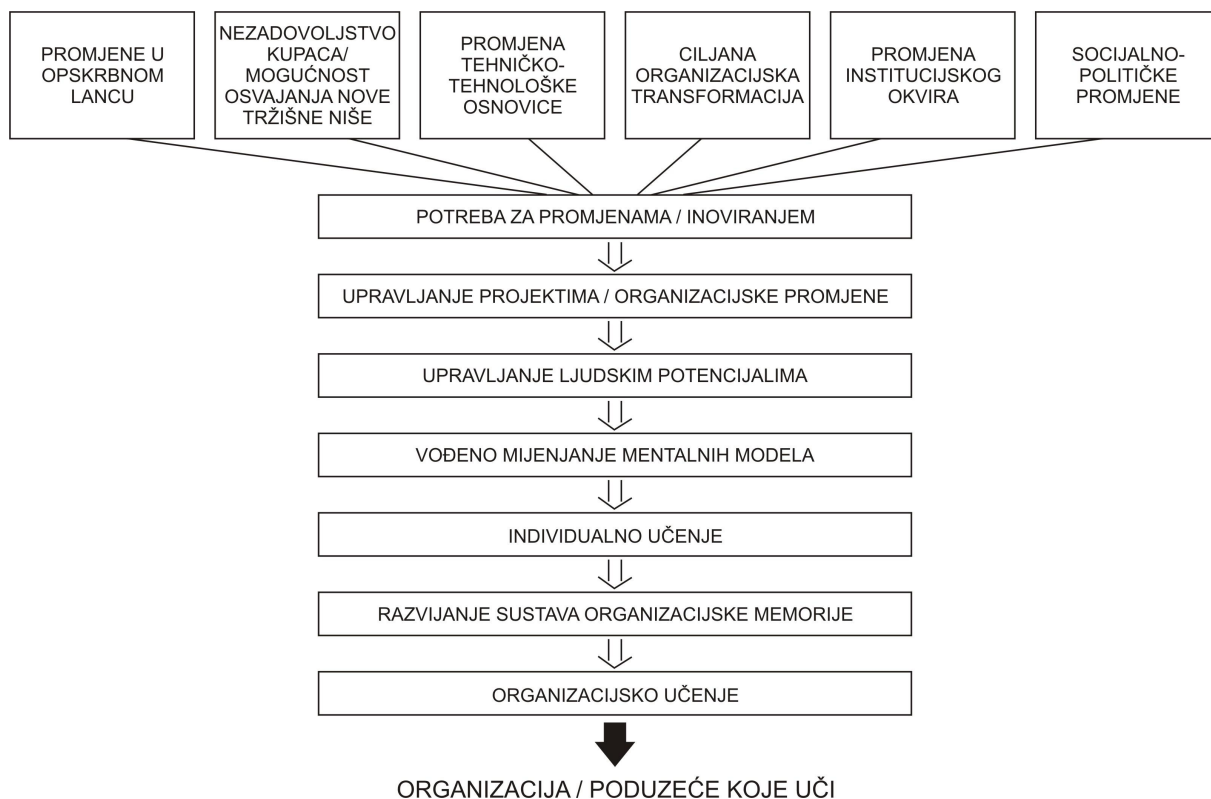 PROMJENE U
OPSKRBNOM
LANCU
NEZADOVOLJSTVO
KUPACA/
MOGUĆNOST
OSVAJANJA NOVE
TRŽIŠNE NIŠE
PROMJENA
TEHNIČKO-
TEHNOLOŠKE
OSNOVICE
CILJANA
ORGANIZACIJSKA
TRANSFORMACIJA
PROMJENA
INSTITUCIJSKOG
OKVIRA
SOCIJALNO-
POLITIČKE
PROMJENE
POTREBA ZA PROMJENAMA / INOVIRANJEM
UPRAVLJANJE PROJEKTIMA / ORGANIZACIJSKE PROMJENE
UPRAVLJANJE LJUDSKIM POTENCIJALIMA
VOĐENO MIJENJANJE MENTALNIH MODELA
INDIVIDUALNO UČENJE
RAZVIJANJE SUSTAVA ORGANIZACIJSKE MEMORIJE
ORGANIZACIJSKO UČENJE
ORGANIZACIJA / PODUZEĆE KOJE UČI